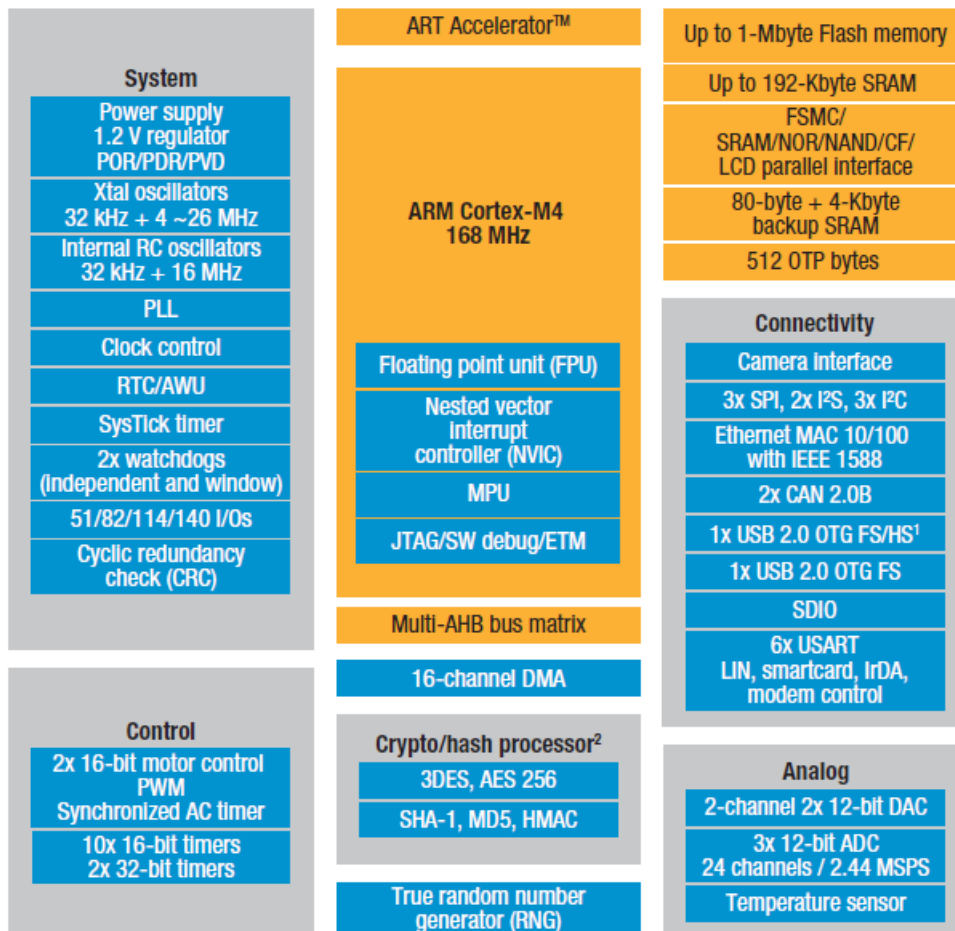 System
Power supply
1.2 V regulator
POR/PDR/PVD
Xtal oscillators
32 kHz + 4 ~26 MHz
Internal RC oscillators
32 kHz + 16 MHz
PLL
Clock control
RTC/AWU
SysTick timer
2x watchdogs
(independent and window)
51/82/114/140 I/Os
Cyclic redundancy
check (CRC)
Control
2x 16-bit motor control
PWM
Synchronized AC timer
10x 16-bit timers
2x 32-bit timers
ART Accelerator™
ARM Cortex-M4
168 MHz
Floating point unit (FPU)
Nested vector
interrupt
controller (NVIC)
MPU
JTAG/SW debug/ETM
Multi-AHB bus matrix
16-channel DMA
Crypto/hash processor²
3DES, AES 256
SHA-1, MD5, HMAC
True random number
generator (RNG)
Up to 1-Mbyte Flash memory
Up to 192-Kbyte SRAM
FSMC/
SRAM/NOR/NAND/CF/
LCD parallel interface
80-byte + 4-Kbyte
backup SRAM
512 OTP bytes
Connectivity
Camera interface
3x SPI, 2x I²S, 3x I²C
Ethernet MAC 10/100
with IEEE 1588
2x CAN 2.0B
1x USB 2.0 OTG FS/HS¹
1x USB 2.0 OTG FS
SDIO
6x USART
LIN, smartcard, IrDA,
modem control
Analog
2-channel 2x 12-bit DAC
3x 12-bit ADC
24 channels / 2.44 MSPS
Temperature sensor